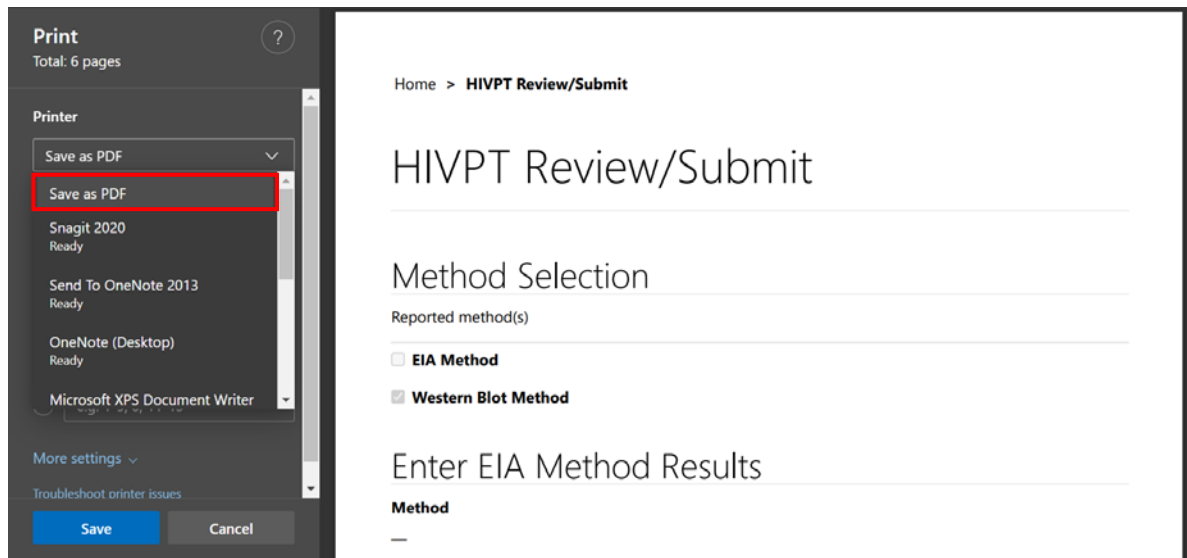 Print
?
Total: 6 pages
Printer
Save as PDF
Save as PDF
Snagit 2020
Ready
Send To OneNote 2013
Ready
OneNote (Desktop)
Ready
Microsoft XPS Document Writer
More settings
Troubleshoot printer issues
Save Cancel
Home > HIVPT Review/Submit
HIVPT Review/Submit
Method Selection
Reported method(s)
EIA Method
Western Blot Method
Enter EIA Method Results
Method
—